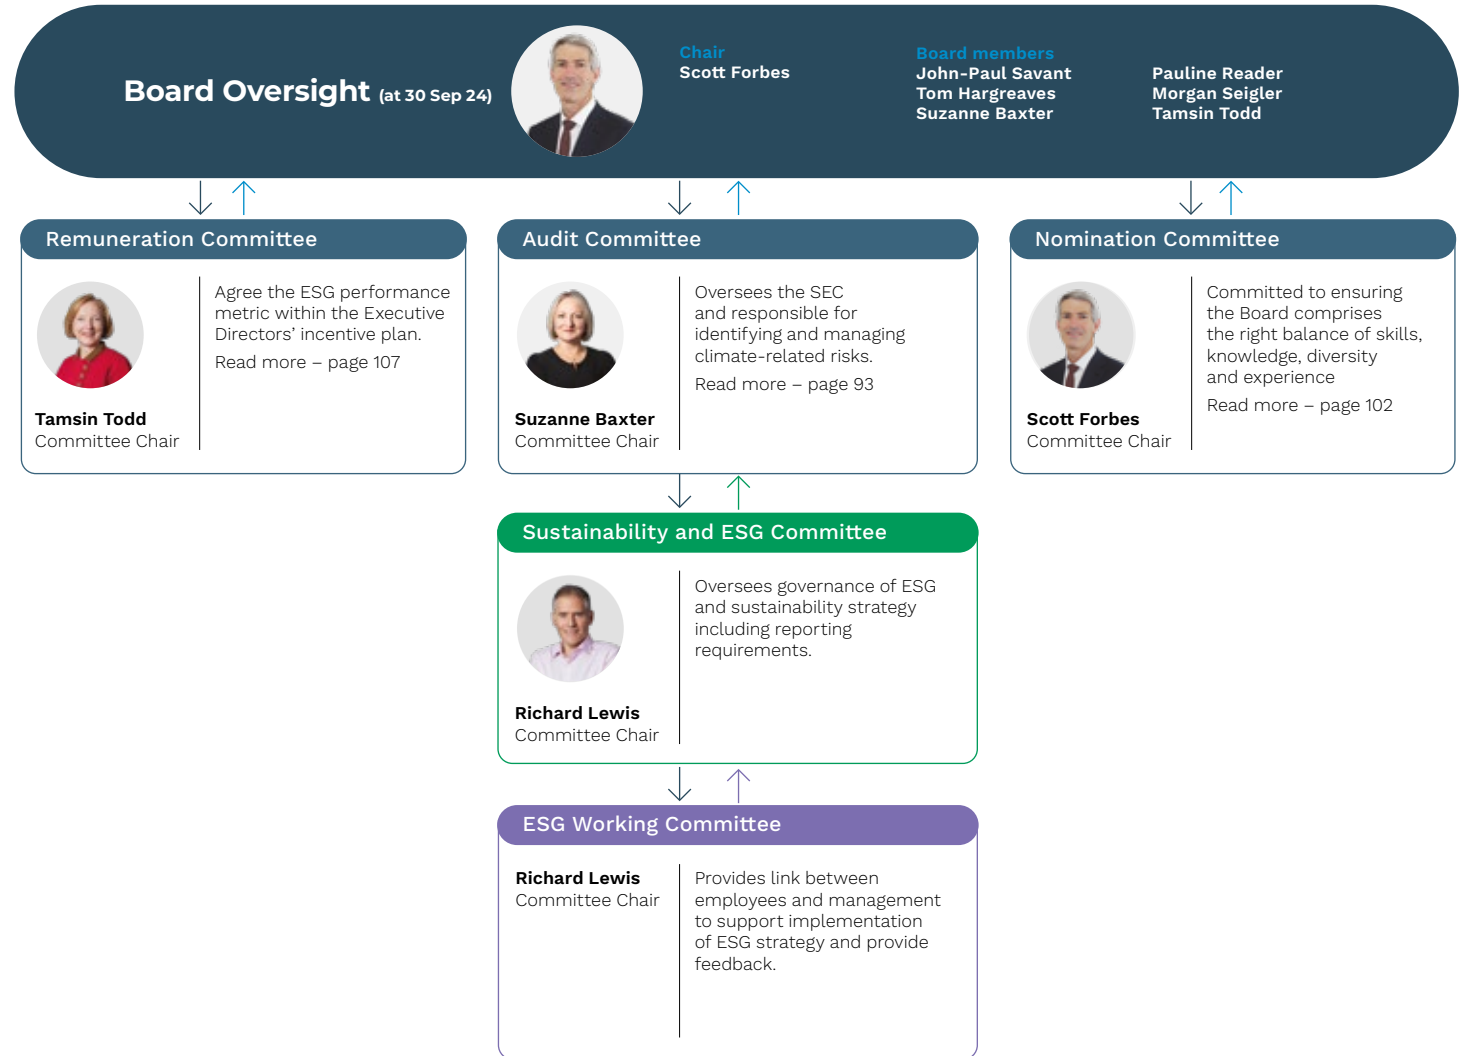 Board Oversight (at 30 Sep 24)
Chair
Scott Forbes
Board members
John-Paul Savant
Tom Hargreaves
Suzanne Baxter
Pauline Reader
Morgan Seigler
Tamsin Todd
Remuneration Committee
Tamsin Todd
Committee Chair
Agree the ESG performance
metric within the Executive
Directors’ incentive plan.
Read more – page 107
Audit Committee
Suzanne Baxter
Committee Chair
Oversees the SEC
and responsible for
identifying and managing
climate-related risks.
Read more – page 93
Nomination Committee
Scott Forbes
Committee Chair
Committed to ensuring
the Board comprises
the right balance of skills,
knowledge, diversity
and experience
Read more – page 102
Sustainability and ESG Committee
Richard Lewis
Committee Chair
Oversees governance of ESG
and sustainability strategy
including reporting
requirements.
ESG Working Committee
Richard Lewis
Committee Chair
Provides link between
employees and management
to support implementation
of ESG strategy and provide
feedback.